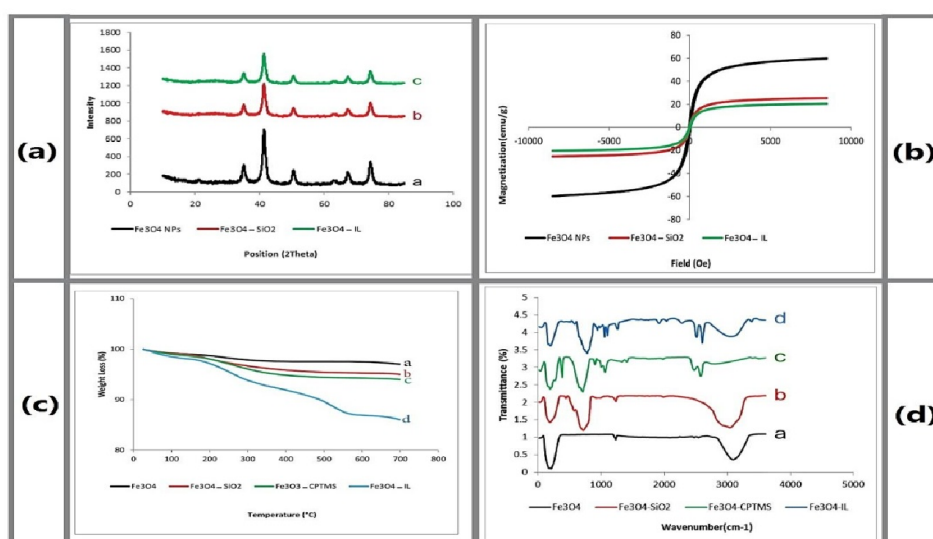 (a)
1800
1600
1400
1200
1000
800
600
400
200
0
Intensity
c
b
a
0 20 40 60 80 100
Fe3O4 NPs Fe3O4 – SiO2 Fe3O4 – IL
Position (2Theta)
(b)
80
60
40
20
0
-20
-40
-60
-80
Magnetization(emu/g)
-10000 -5000 0 5000 10000
Fe3O4 NPs Fe3O4 – SiO2 Fe3O4 – IL
Field (Oe)
(c)
110
100
90
80
Weight Loss (%)
a
b
c
d
0 100 200 300 400 500 600 700 800
Fe3O4 Fe3O4 – SiO2 FeO3 – CPTMS Fe3O4 – IL
Temperature (°C)
(d)
5
4.5
4
3.5
3
2.5
2
1.5
1
0.5
0
Transmittance (%)
d
c
b
a
0 1000 2000 3000 4000 5000
Fe3O4 Fe3O4-SiO2 Fe3O4-CPTMS Fe3O4-IL
Wavenumber(cm-1)